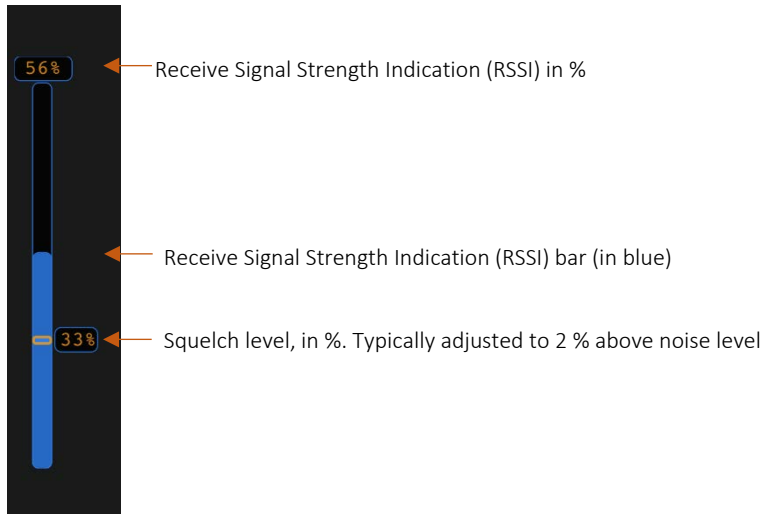 56%
Receive Signal Strength Indication (RSSI) in %
Receive Signal Strength Indication (RSSI) bar (in blue)
33%
Squelch level, in %. Typically adjusted to 2 % above noise level